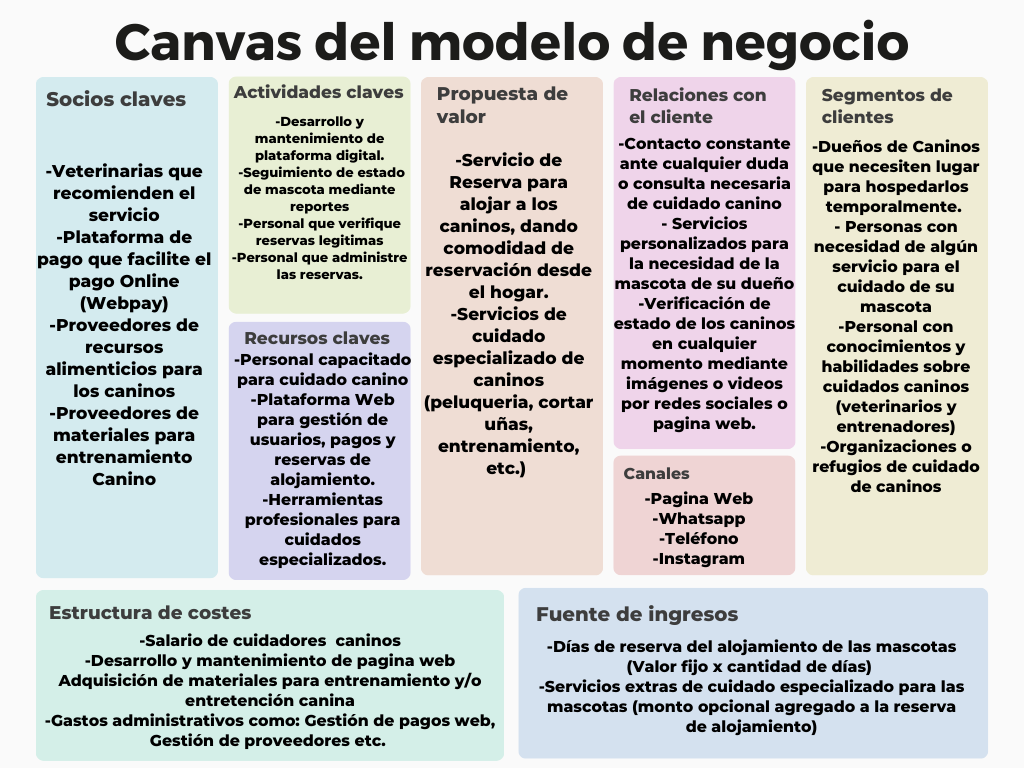 Canvas del modelo de negocio
Socios claves
-Veterinarias que
recomienden el
servicio
-Plataforma de
pago que facilite el
pago Online
(Webpay)
-Proveedores de
recursos
alimenticios para
los caninos
-Proveedores de
materiales para
entrenamiento
Canino
Actividades claves
-Desarrollo y
mantenimiento de
plataforma digital.
-Seguimiento de estado
de mascota mediante
reportes
-Personal que verifique
reservas legitimas
-Personal que administre
las reservas.
Recursos claves
-Personal capacitado
para cuidado canino
-Plataforma Web
para gestión de
usuarios, pagos y
reservas de
alojamiento.
-Herramientas
profesionales para
cuidados
especializados.
Propuesta de
valor
-Servicio de
Reserva para
alojar a los
caninos, dando
comodidad de
reservación desde
el hogar.
-Servicios de
cuidado
especializado de
caninos
(peluqueria, cortar
uñas,
entrenamiento,
etc.)
Relaciones con
el cliente
-Contacto constante
ante cualquier duda
o consulta necesaria
de cuidado canino
- Servicios
personalizados para
la necesidad de la
mascota de su dueño
-Verificación de
estado de los caninos
en cualquier
momento mediante
imágenes o videos
por redes sociales o
pagina web.
Canales
-Pagina Web
-Whatsapp
-Teléfono
-Instagram
Segmentos de
clientes
-Dueños de Caninos
que necesiten lugar
para hospedarlos
temporalmente.
- Personas con
necesidad de algún
servicio para el
cuidado de su
mascota
-Personal con
conocimientos y
habilidades sobre
cuidados caninos
(veterinarios y
entrenadores)
-Organizaciones o
refugios de cuidado
de caninos
Estructura de costes
-Salario de cuidadores  caninos
-Desarrollo y mantenimiento de pagina web
Adquisición de materiales para entrenamiento y/o
entretención canina
-Gastos administrativos como: Gestión de pagos web,
Gestión de proveedores etc.
Fuente de ingresos
-Días de reserva del alojamiento de las mascotas
(Valor fijo x cantidad de días)
-Servicios extras de cuidado especializado para las
mascotas (monto opcional agregado a la reserva
de alojamiento)